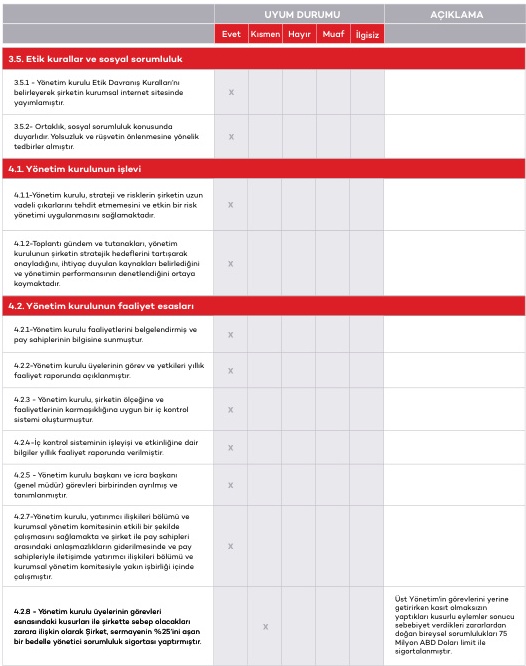 UYUM DURUMU AÇIKLAMA
Evet Kısmen Hayır Muaf İlgisiz
3.5. Etik kurallar ve sosyal sorumluluk
3.5.1 - Yönetim kurulu Etik Davranış Kuralları'nı
belirleyerek şirketin kurumsal internet sitesinde
yayımlamıştır.
X
3.5.2- Ortaklık, sosyal sorumluluk konusunda
duyarlıdır. Yolsuzluk ve rüşvetin önlenmesine yönelik
tedbirler almıştır.
X
4.1. Yönetim kurulunun işlevi
4.1.1-Yönetim kurulu, strateji ve risklerin şirketin uzun
vadeli çıkarlarını tehdit etmemesini ve etkin bir risk
yönetimi uygulanmasını sağlamaktadır.
X
4.1.2-Toplantı gündem ve tutanakları, yönetim
kurulunun şirketin stratejik hedeflerini tartışarak
onayladığını, ihtiyaç duyulan kaynakları belirlediğini
ve yönetimin performansının denetlendiğini ortaya
koymaktadır.
X
4.2. Yönetim kurulunun faaliyet esasları
4.2.1-Yönetim kurulu faaliyetlerini belgelendirmiş ve
pay sahiplerinin bilgisine sunmuştur.
X
4.2.2-Yönetim kurulu üyelerinin görev ve yetkileri yıllık
faaliyet raporunda açıklanmıştır.
X
4.2.3 - Yönetim kurulu, şirketin ölçeğine ve
faaliyetlerinin karmaşıklığına uygun bir iç kontrol
sistemi oluşturmuştur.
X
4.2.4-İç kontrol sisteminin işleyişi ve etkinliğine dair
bilgiler yıllık faaliyet raporunda verilmiştir.
X
4.2.5 - Yönetim kurulu başkanı ve icra başkanı
(genel müdür) görevleri birbirinden ayrılmış ve
tanımlanmıştır.
X
4.2.7-Yönetim kurulu, yatırımcı ilişkileri bölümü ve
kurumsal yönetim komitesinin etkili bir şekilde
çalışmasını sağlamakta ve şirket ile pay sahipleri
arasındaki anlaşmazlıkların giderilmesinde ve pay
sahipleriyle iletişimde yatırımcı ilişkileri bölümü ve
kurumsal yönetim komitesiyle yakın işbirliği içinde
çalışmıştır.
X
4.2.8 - Yönetim kurulu üyelerinin görevleri
esnasındaki kusurları ile şirkette sebep olacakları
zarara ilişkin olarak Şirket, sermayenin %25'ini aşan
bir bedelle yönetici sorumluluk sigortası yaptırmıştır.
X
Üst Yönetim'in görevlerini yerine
getirirken kasıt olmaksızın
yaptıkları kusurlu eylemler sonucu
sebebiyet verdikleri zararlardan
doğan bireysel sorumlulukları 75
Milyon ABD Doları limit ile
sigortalanmıştır.